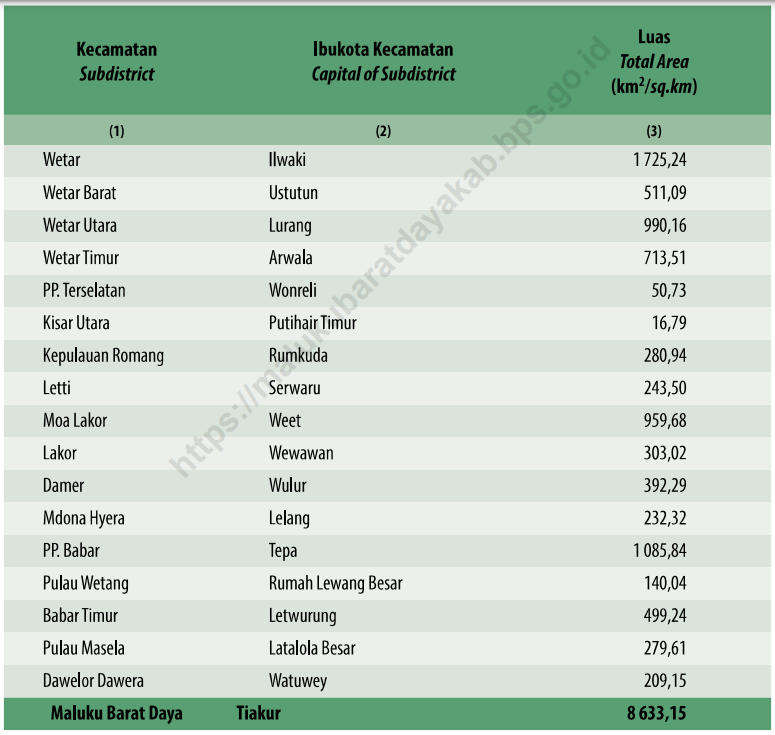 Kecamatan Ibukota Kecamatan Luas
Subdistrict Capital of Subdistrict Total Area
(km²/sq.km)
(1) (2) (3)
Wetar Ilwaki 1 725,24
Wetar Barat Ustutun 511,09
Wetar Utara Lurang 990,16
Wetar Timur Arwala 713,51
PP. Terselatan Wonreli 50,73
Kisar Utara Putihair Timur 16,79
Kepulauan Romang Rumkuda 280,94
Letti Serwaru 243,50
Moa Lakor Weet 959,68
Lakor Wewawan 303,02
Damer Wulur 392,29
Mdona Hyera Lelang 232,32
PP. Babar Tepa 1 085,84
Pulau Wetang Rumah Lewang Besar 140,04
Babar Timur Letwurung 499,24
Pulau Masela Latalola Besar 279,61
Dawelor Dawera Watuwey 209,15
Maluku Barat Daya Tiakur 8 633,15
https://malukubaratdayakab.bps.go.id